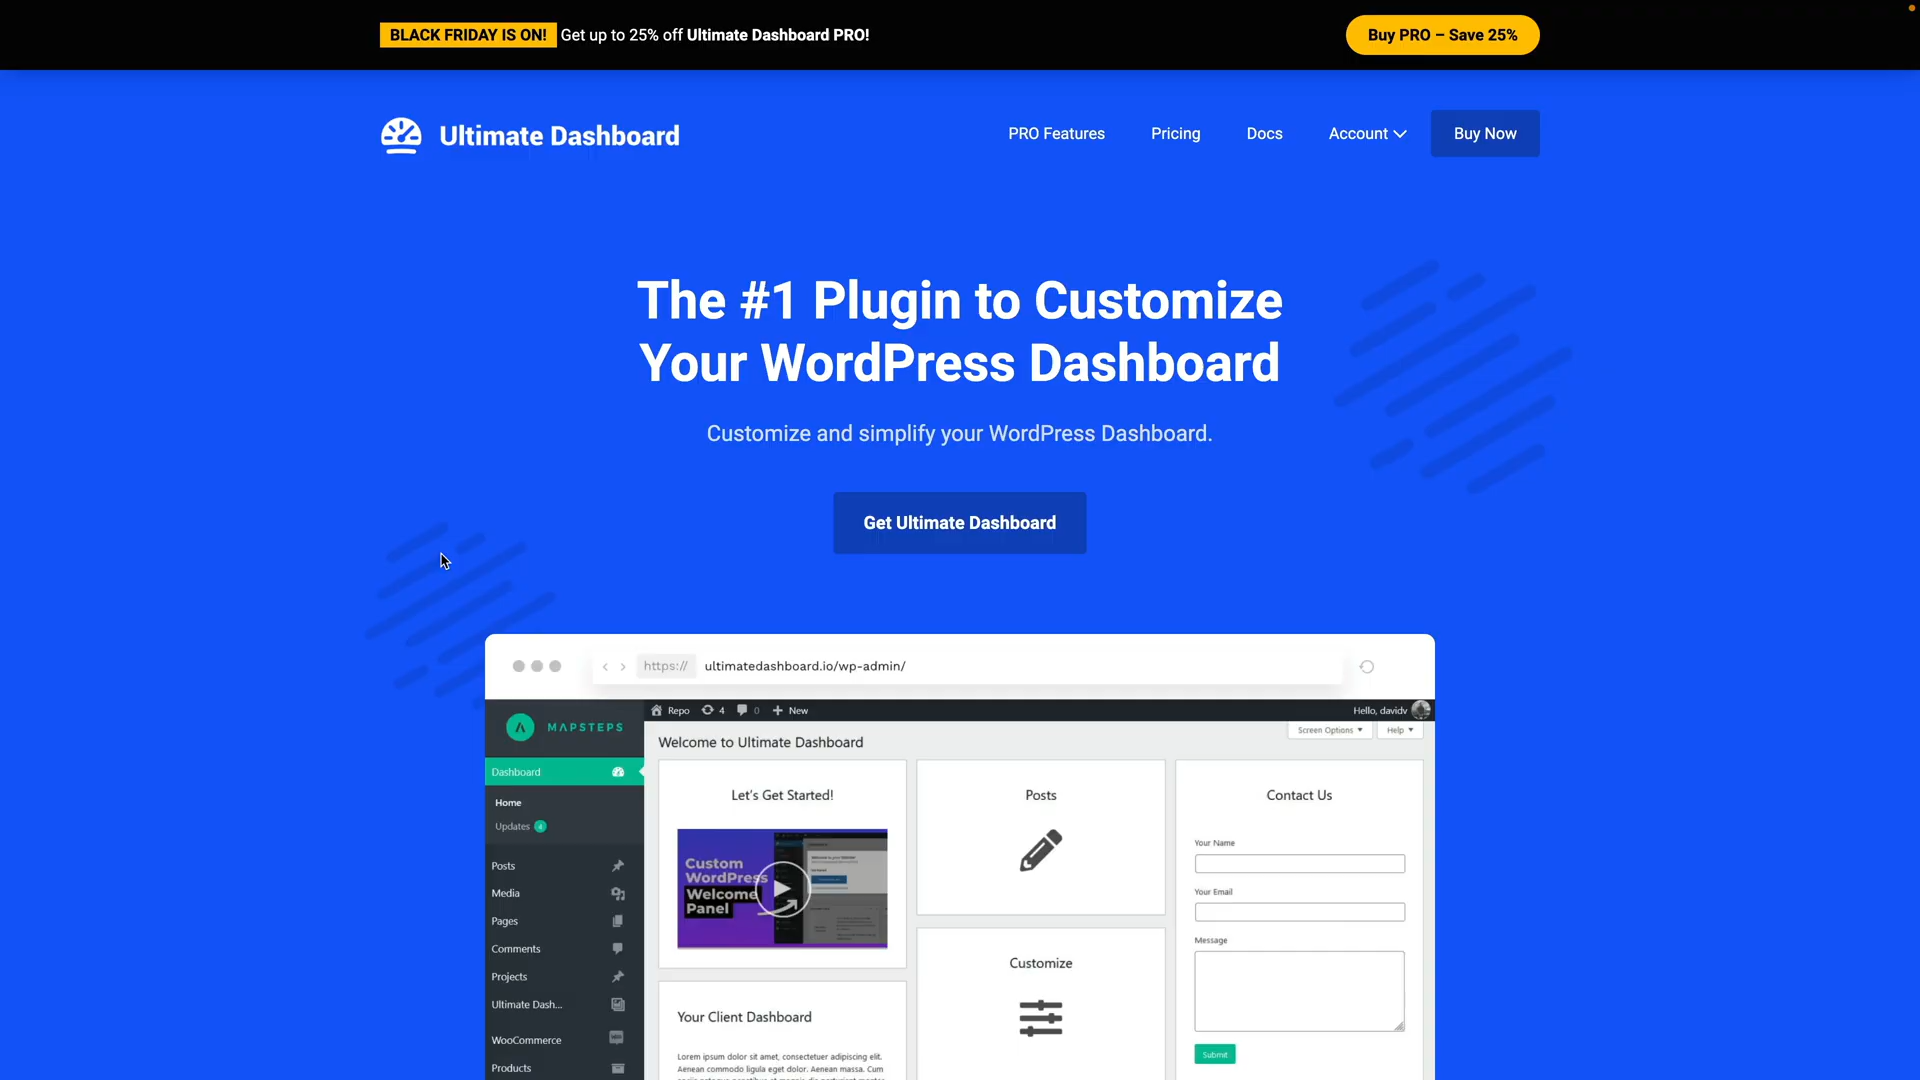 BLACK FRIDAY IS ON! Get up to 25% off Ultimate Dashboard PRO!
Buy PRO – Save 25%
Ultimate Dashboard
PRO Features
Pricing
Docs
Account
Buy Now
The #1 Plugin to Customize
Your WordPress Dashboard
Customize and simplify your WordPress Dashboard.
Get Ultimate Dashboard
https://
ultimatedashboard.io/wp-admin/
MAPSTEPS
Repo
4
0
New
Hello, davidv
Welcome to Ultimate Dashboard
Screen Options
Help
Dashboard
Home
Updates 4
Posts
Media
Pages
Comments
Projects
Ultimate Dash...
WooCommerce
Products
Let's Get Started!
Custom
WordPress
Welcome
Panel
Your Client Dashboard
Lorem ipsum dolor sit amet, consectetuer adipiscing elit.
Aenean commodo ligula eget dolor. Aenean massa. Cum
Posts
Customize
Contact Us
Your Name
Your Email
Message
Submit